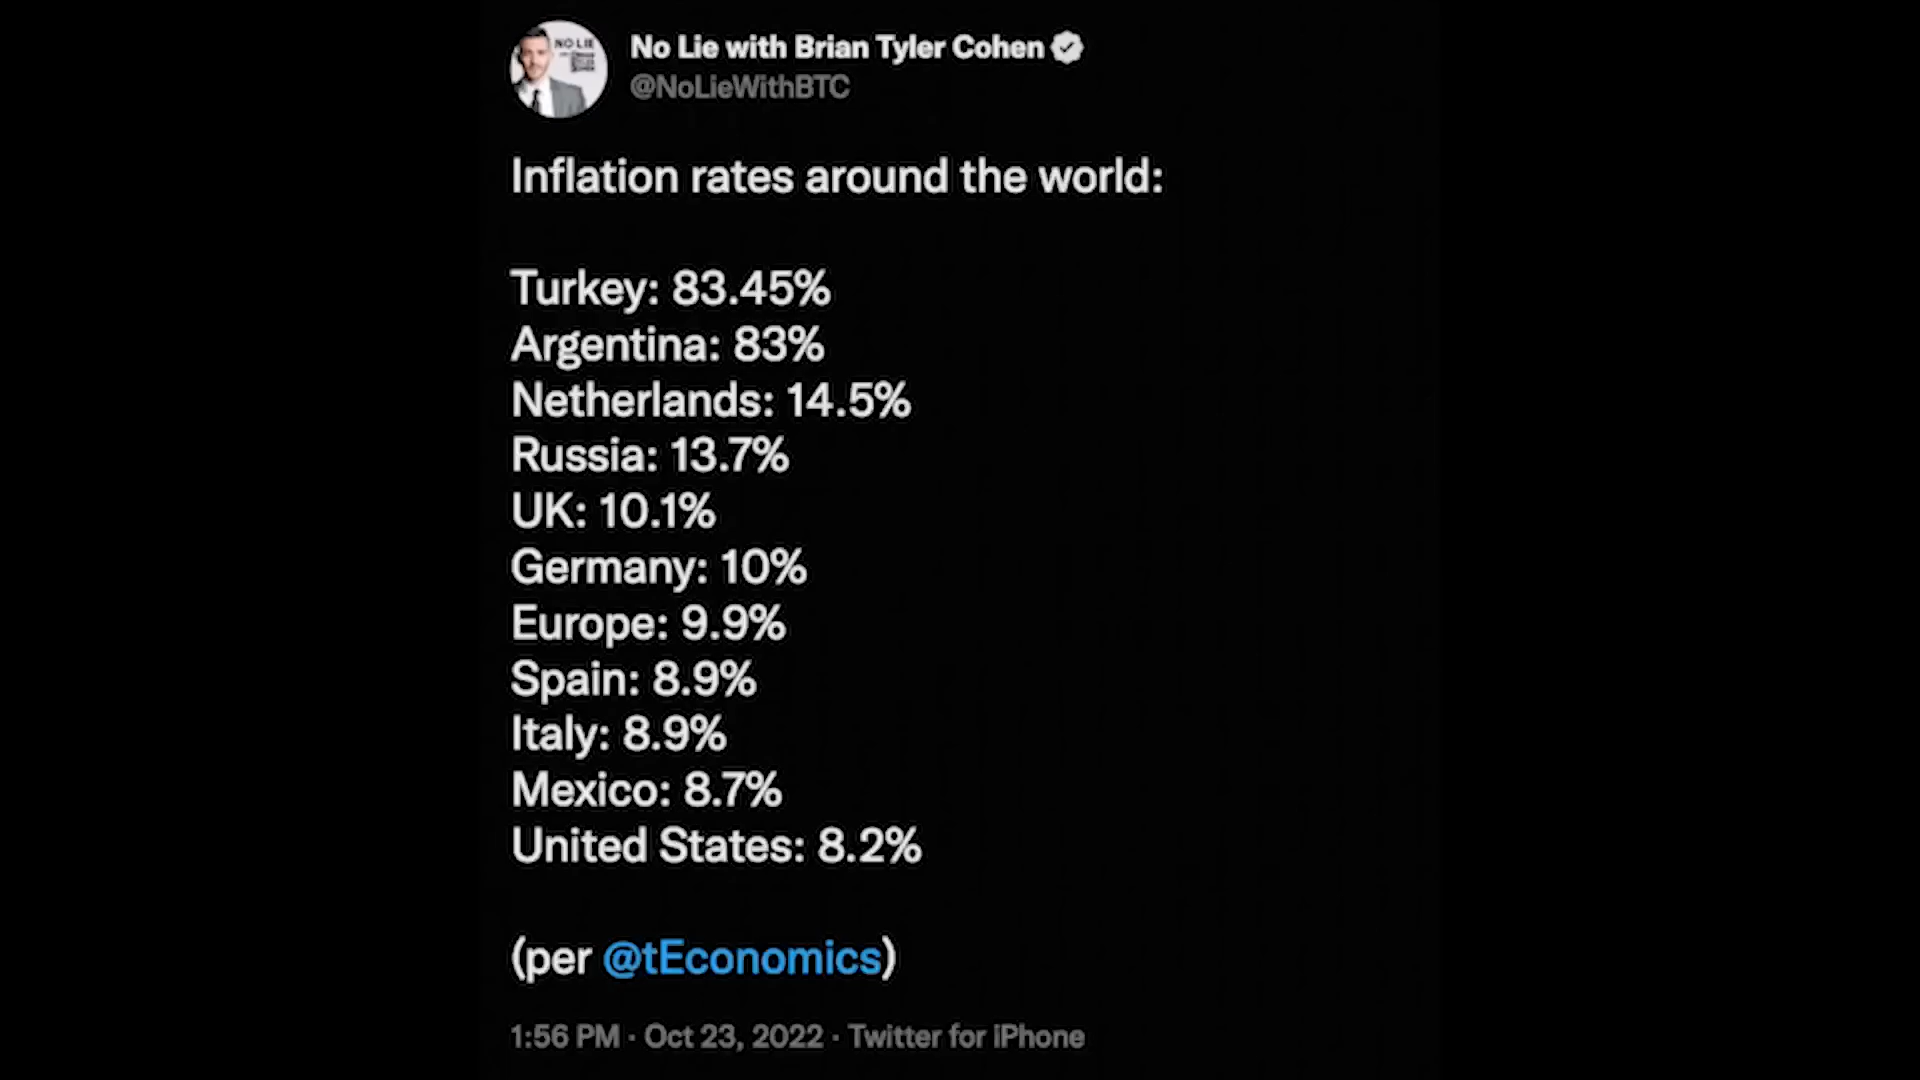 No Lie with Brian Tyler Cohen
@NoLieWithBTC
Inflation rates around the world:
Turkey: 83.45%
Argentina: 83%
Netherlands: 14.5%
Russia: 13.7%
UK: 10.1%
Germany: 10%
Europe: 9.9%
Spain: 8.9%
Italy: 8.9%
Mexico: 8.7%
United States: 8.2%
(per @tEconomics)
1:56 PM · Oct 23, 2022 · Twitter for iPhone
NO LIE